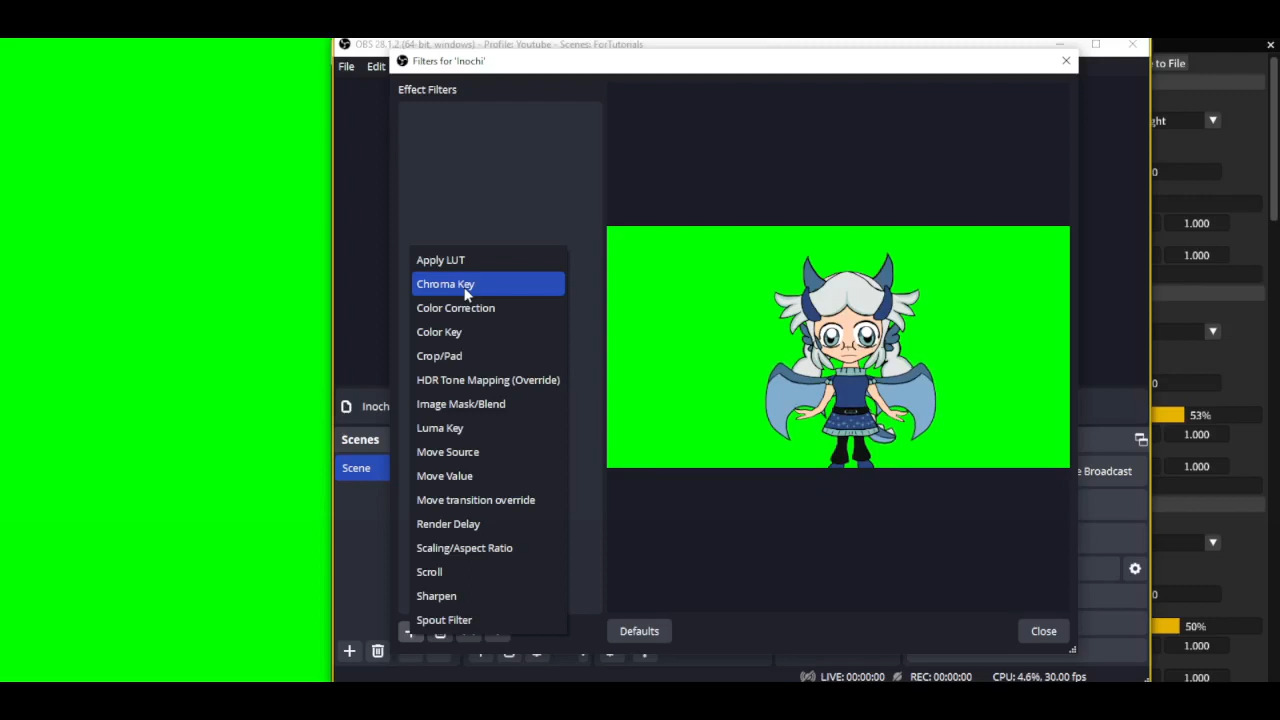 OBS 28.1.2 (64-bit, windows) - Profile: Youtube - Scenes: ForTutorials
Filters for 'Inochi'
File
Edit
Effect Filters
Apply LUT
Chroma Key
Color Correction
Color Key
Crop/Pad
HDR Tone Mapping (Override)
Image Mask/Blend
Luma Key
Move Source
Move Value
Move transition override
Render Delay
Scaling/Aspect Ratio
Scroll
Sharpen
Spout Filter
Defaults
Close
Inoch
Scenes
Scene
e Broadcast
LIVE: 00:00:00
REC: 00:00:00
CPU: 4.6%, 30.00 fps
to File
ght
0
1.000
1.000
0
53%
1.000
1.000
0
50%
1.000
1.000